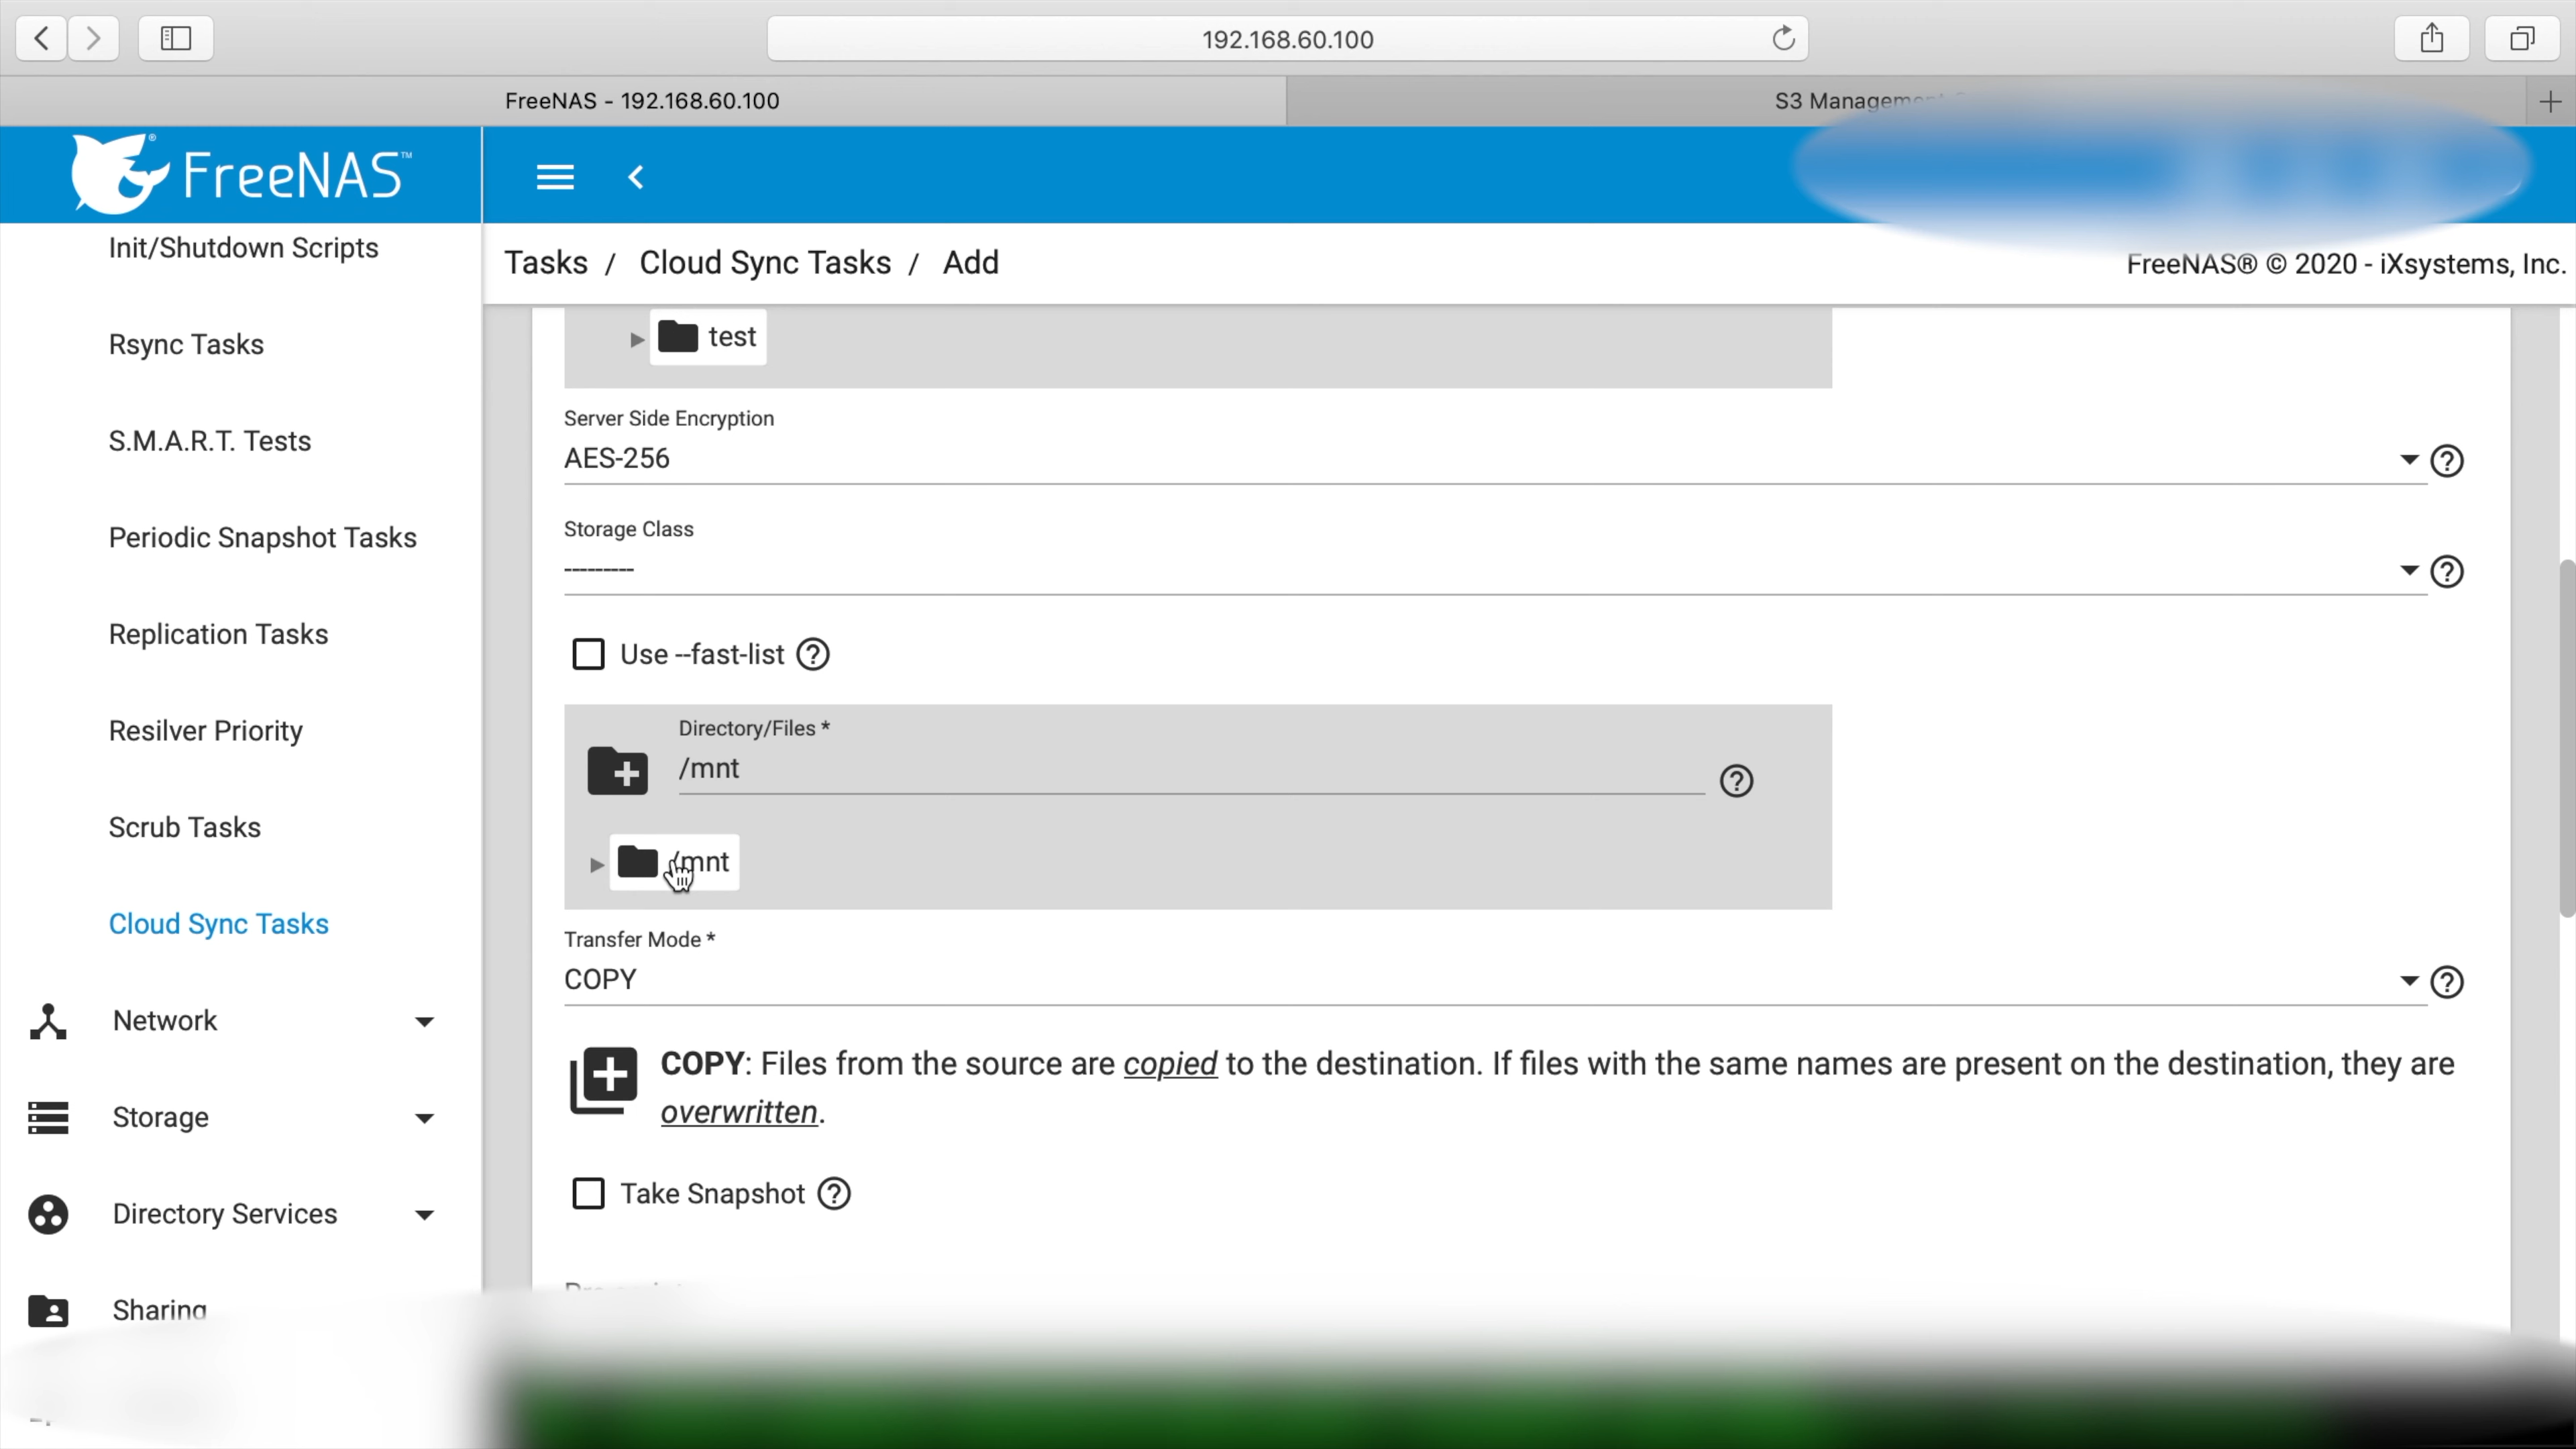 192.168.60.100
FreeNAS - 192.168.60.100
S3 Management
FreeNAS™
Tasks / Cloud Sync Tasks / Add
FreeNAS® © 2020 - iXsystems, Inc.
Init/Shutdown Scripts
Rsync Tasks
S.M.A.R.T. Tests
Periodic Snapshot Tasks
Replication Tasks
Resilver Priority
Scrub Tasks
Cloud Sync Tasks
Network
Storage
Directory Services
Sharing
test
Server Side Encryption
AES-256
Storage Class
---------
Use --fast-list
Directory/Files *
/mnt
/mnt
Transfer Mode *
COPY
COPY: Files from the source are copied to the destination. If files with the same names are present on the destination, they are
overwritten.
Take Snapshot